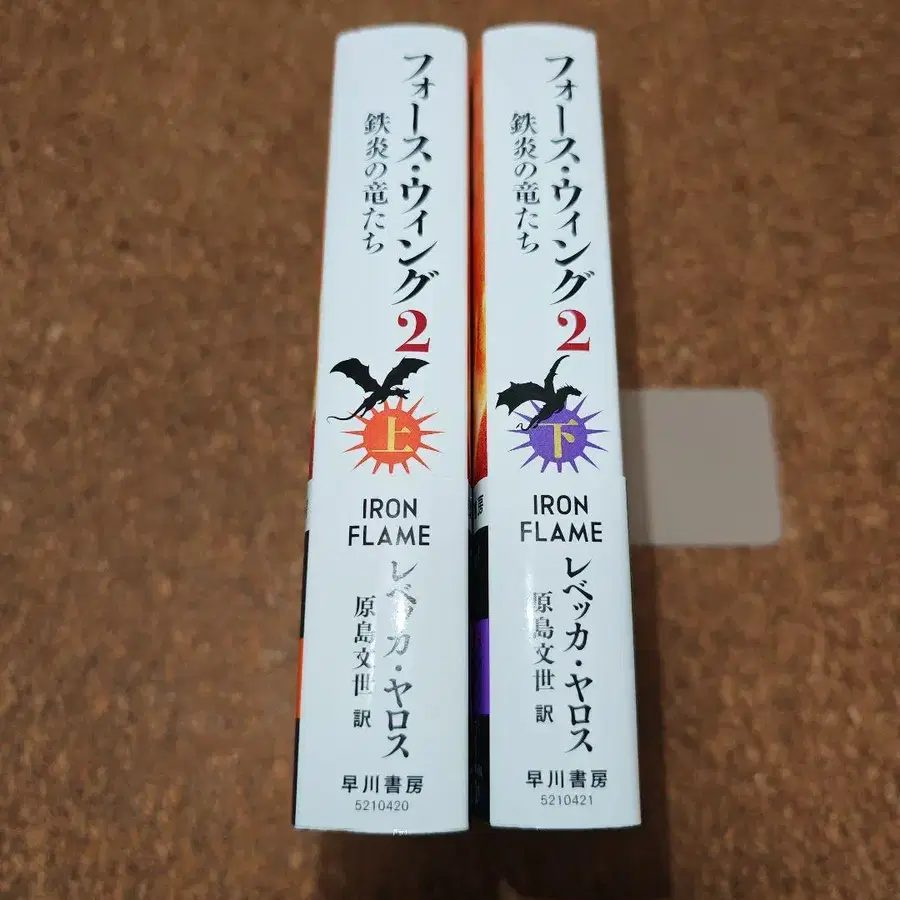 フォース・ウィング2
鉄炎の竜たち
上
IRON
FLAME
レベッカ・ヤロス
原島文世 訳
早川書房
5210420
フォース・ウィング2
鉄炎の竜たち
下
IRON
FLAME
レベッカ・ヤロス
原島文世 訳
早川書房
5210421
書房